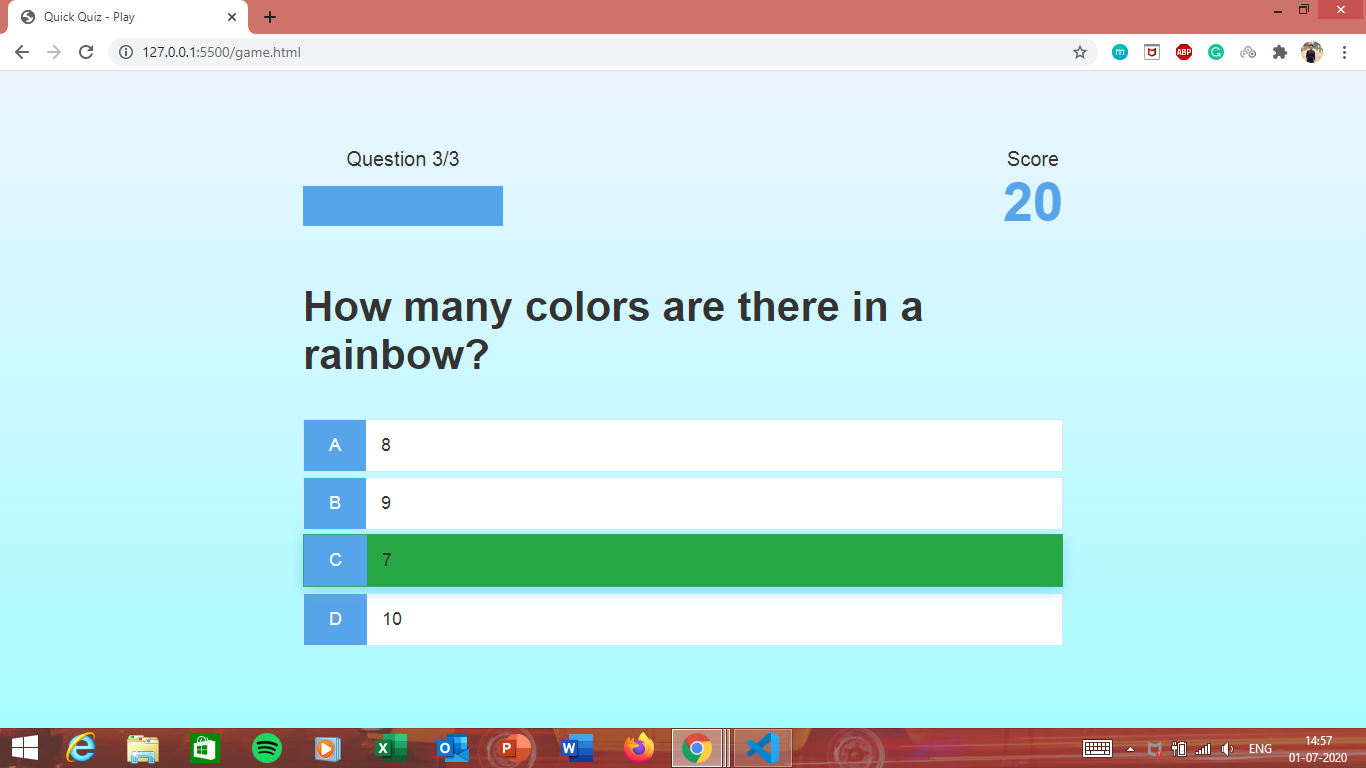 Quick Quiz - Play
127.0.0.1:5500/game.html
m
ABP
G
Question 3/3
Score
20
How many colors are there in a
rainbow?
A 8
B 9
C 7
D 10
ENG
14:57
01-07-2020